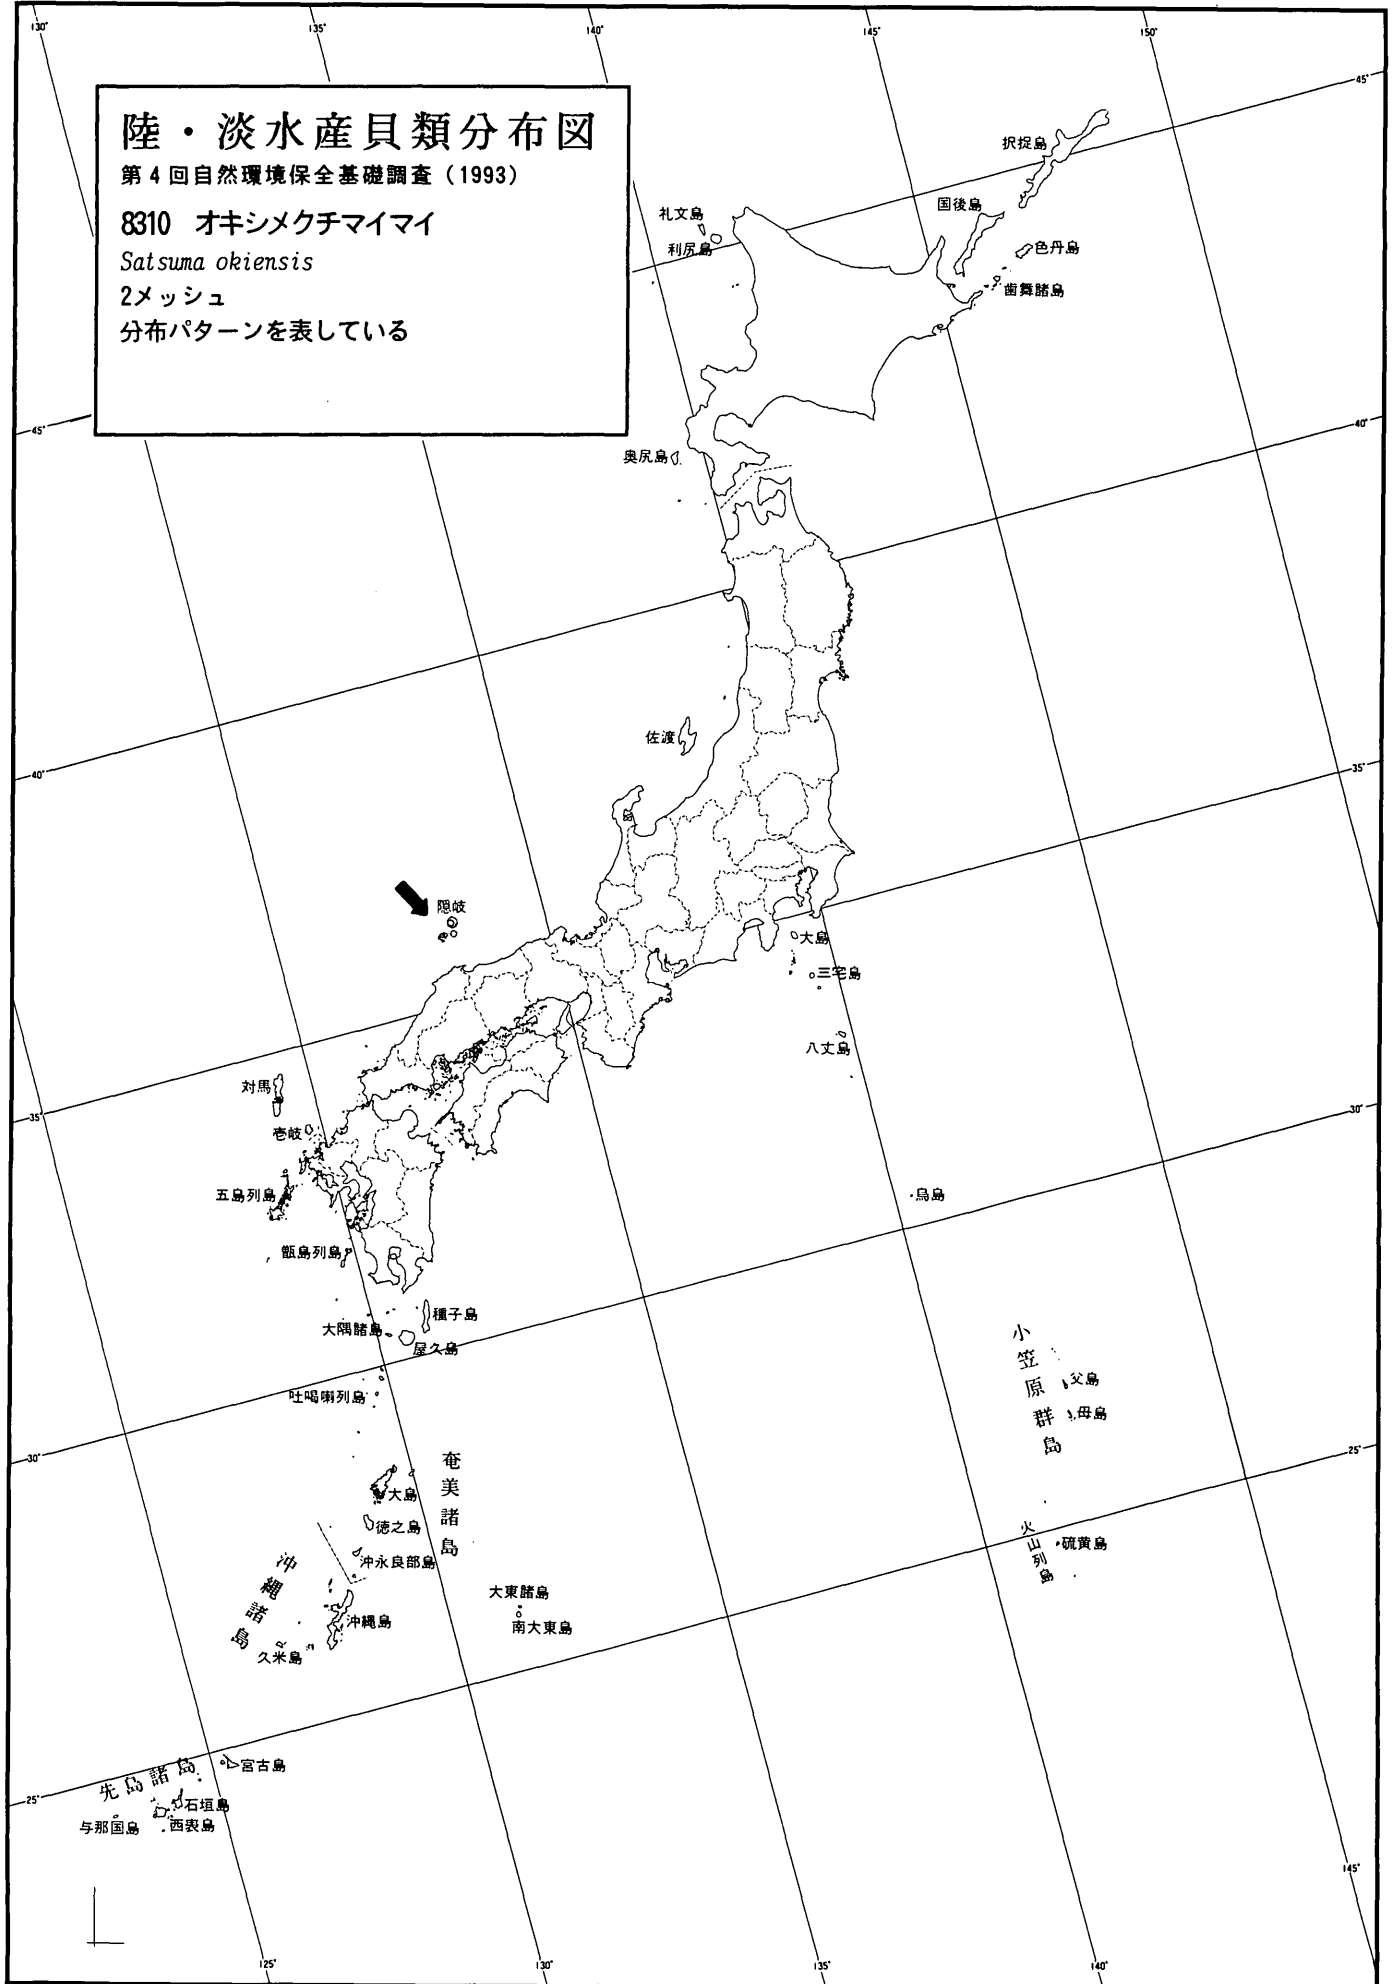 130°
135°
140°
145°
150°
45°
陸・淡水産貝類分布図
第4回自然環境保全基礎調査（1993）
8310 オキシメクチマイマイ
Satsuma okiensis
2メッシュ
分布パターンを表している
択捉島
国後島
礼文島
利尻島
色丹島
歯舞諸島
45°
40°
奥尻島
佐渡
40°
35°
隠岐
大島
三宅島
八丈島
対馬
35°
壱岐
30°
五島列島
鳥島
甑島列島
種子島
大隅諸島
屋久島
小笠原群島
父島
吐噶喇列島
母島
30°
25°
奄美諸島
大島
徳之島
火山列島
硫黄島
沖永良部島
沖縄諸島
大東諸島
沖縄島
南大東島
久米島
先島諸島
宮古島
25°
石垣島
与那国島
西表島
145°
125°
130°
135°
140°